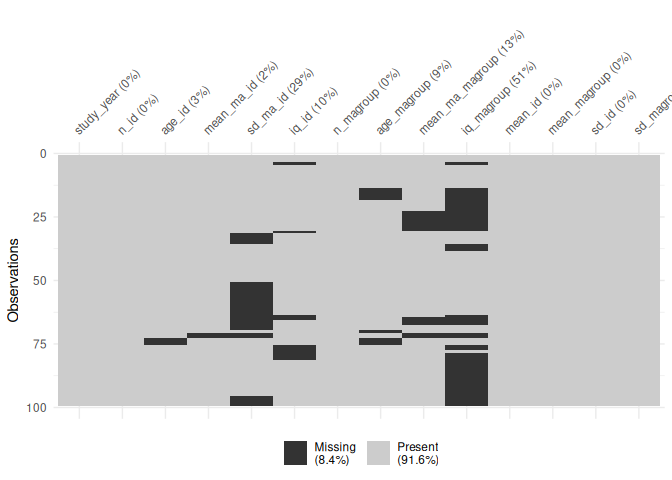 study_year (0%)
n_id (0%)
age_id (3%)
mean_ma_id (2%)
sd_ma_id (29%)
iq_id (10%)
n_magroup (0%)
age_magroup (9%)
mean_ma_magroup (13%)
iq_magroup (51%)
mean_id (0%)
mean_magroup (0%)
sd_id (0%)
sd_magro
0
25
50
75
100
Observations
Missing
(8.4%)
Present
(91.6%)